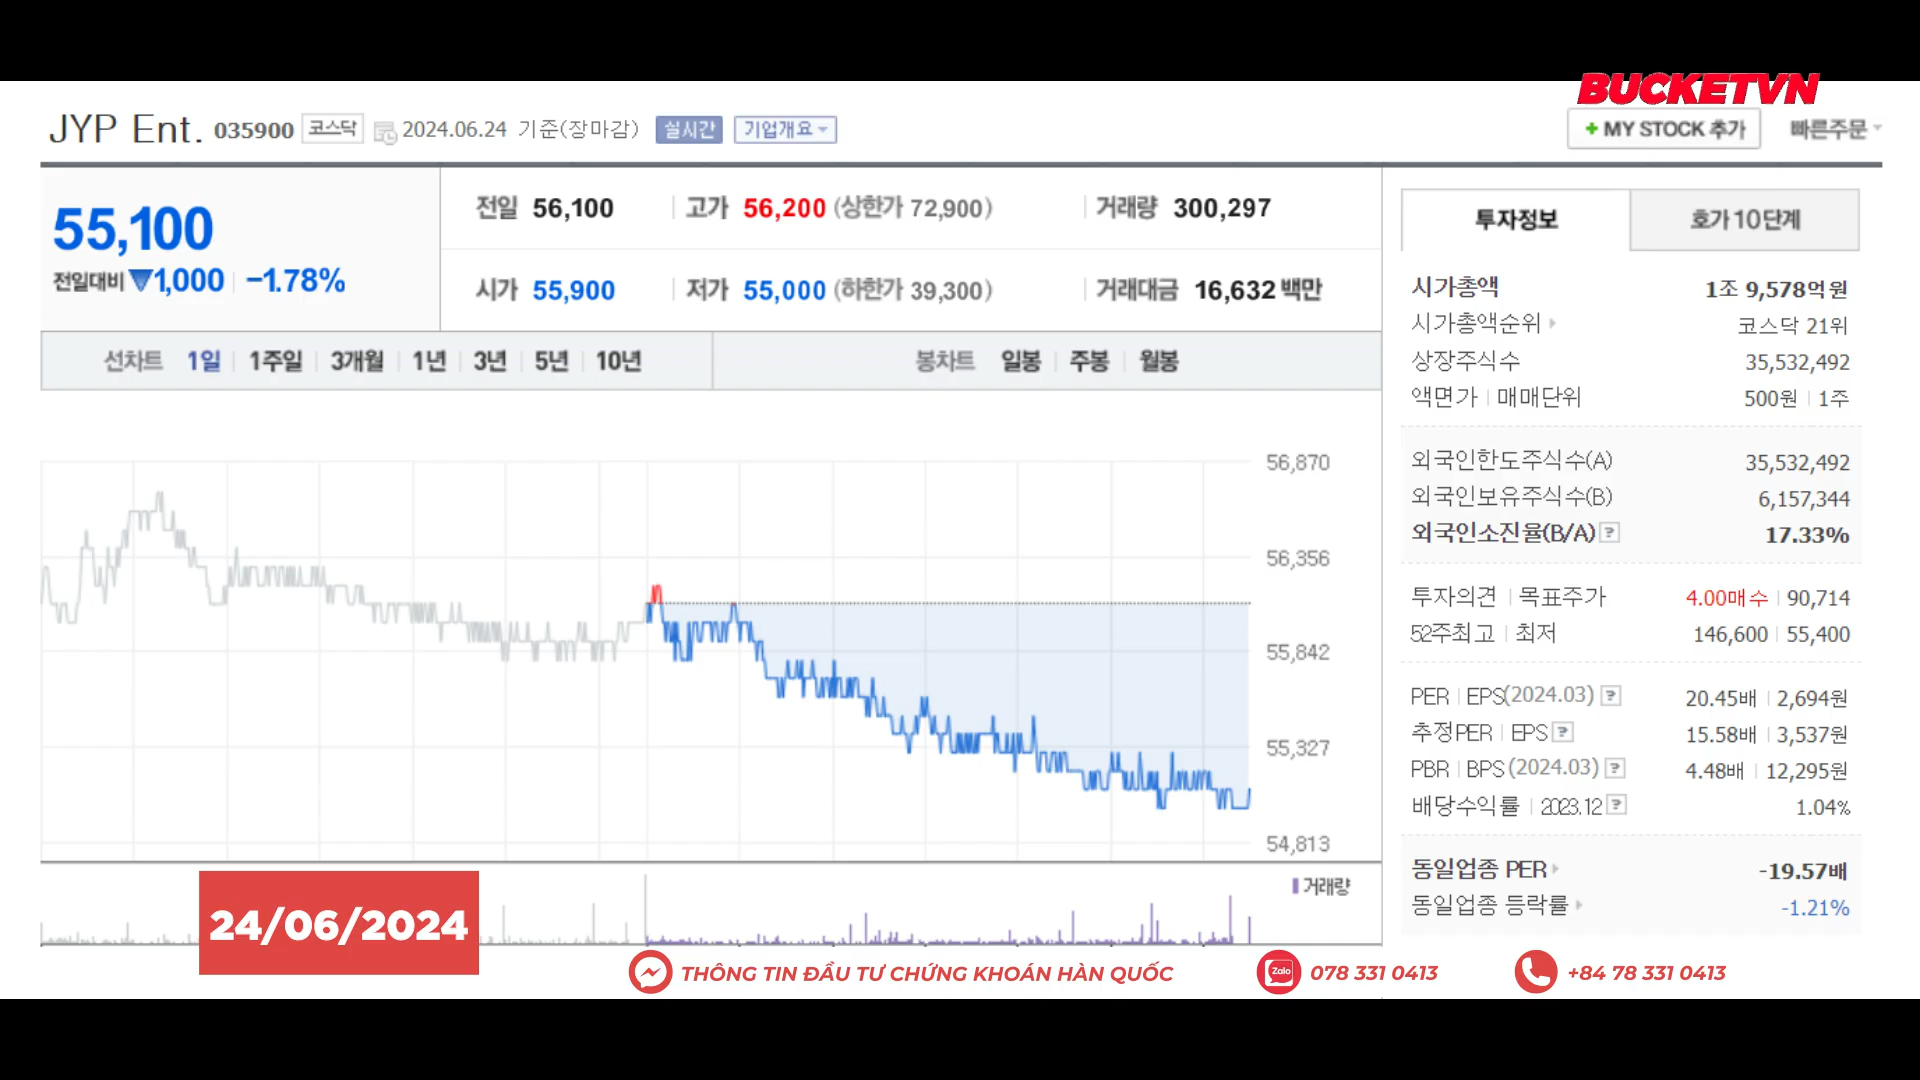 BUCKETVN
JYP Ent. 035900 코스닥 2024.06.24 기준(장마감) 실시간 기업개요
+ MY STOCK 추가 빠른주문
55,100
전일대비 ▼1,000 -1.78%
전일 56,100 고가 56,200 (상한가 72,900) 거래량 300,297
시가 55,900 저가 55,000 (하한가 39,300) 거래대금 16,632 백만
선차트 1일 1주일 3개월 1년 3년 5년 10년 봉차트 일봉 주봉 월봉
56,870
56,356
55,842
55,327
54,813
거래량
투자정보 호가 10단계
시가총액 1조 9,578억원
시가총액순위 코스닥 21위
상장주식수 35,532,492
액면가 매매단위 500원 1주
외국인한도주식수(A) 35,532,492
외국인보유주식수(B) 6,157,344
외국인소진율(B/A) ? 17.33%
투자의견 목표주가 4.00매수 90,714
52주최고 최저 146,600 55,400
PER EPS(2024.03) ? 20.45배 2,694원
추정PER EPS ? 15.58배 3,537원
PBR BPS (2024.03) ? 4.48배 12,295원
배당수익률 2023.12 ? 1.04%
동일업종 PER -19.57배
동일업종 등락률 -1.21%
24/06/2024
THÔNG TIN ĐẦU TƯ CHỨNG KHOÁN HÀN QUỐC Zalo 078 331 0413 +84 78 331 0413